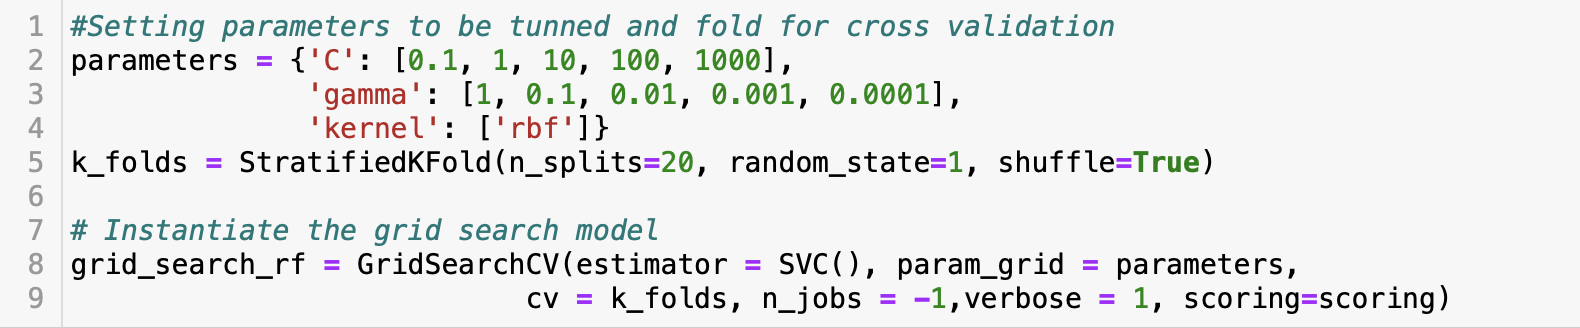 1 #Setting parameters to be tunned and fold for cross validation
2 parameters = {'C': [0.1, 1, 10, 100, 1000],
3               'gamma': [1, 0.1, 0.01, 0.001, 0.0001],
4               'kernel': ['rbf']}
5 k_folds = StratifiedKFold(n_splits=20, random_state=1, shuffle=True)
6
7 # Instantiate the grid search model
8 grid_search_rf = GridSearchCV(estimator = SVC(), param_grid = parameters,
9                            cv = k_folds, n_jobs = -1,verbose = 1, scoring=scoring)